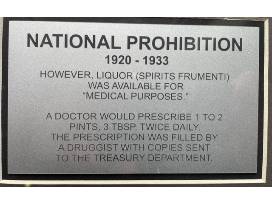 NATIONAL PROHIBITION
1920 - 1933
HOWEVER, LIQUOR (SPIRITS FRUMENTI)
WAS AVAILABLE FOR
"MEDICAL PURPOSES."
A DOCTOR WOULD PRESCRIBE 1 TO 2
PINTS, 3 TBSP. TWICE DAILY.
THE PRESCRIPTION WAS FILLED BY
A DRUGGIST WITH COPIES SENT
TO THE TREASURY DEPARTMENT.